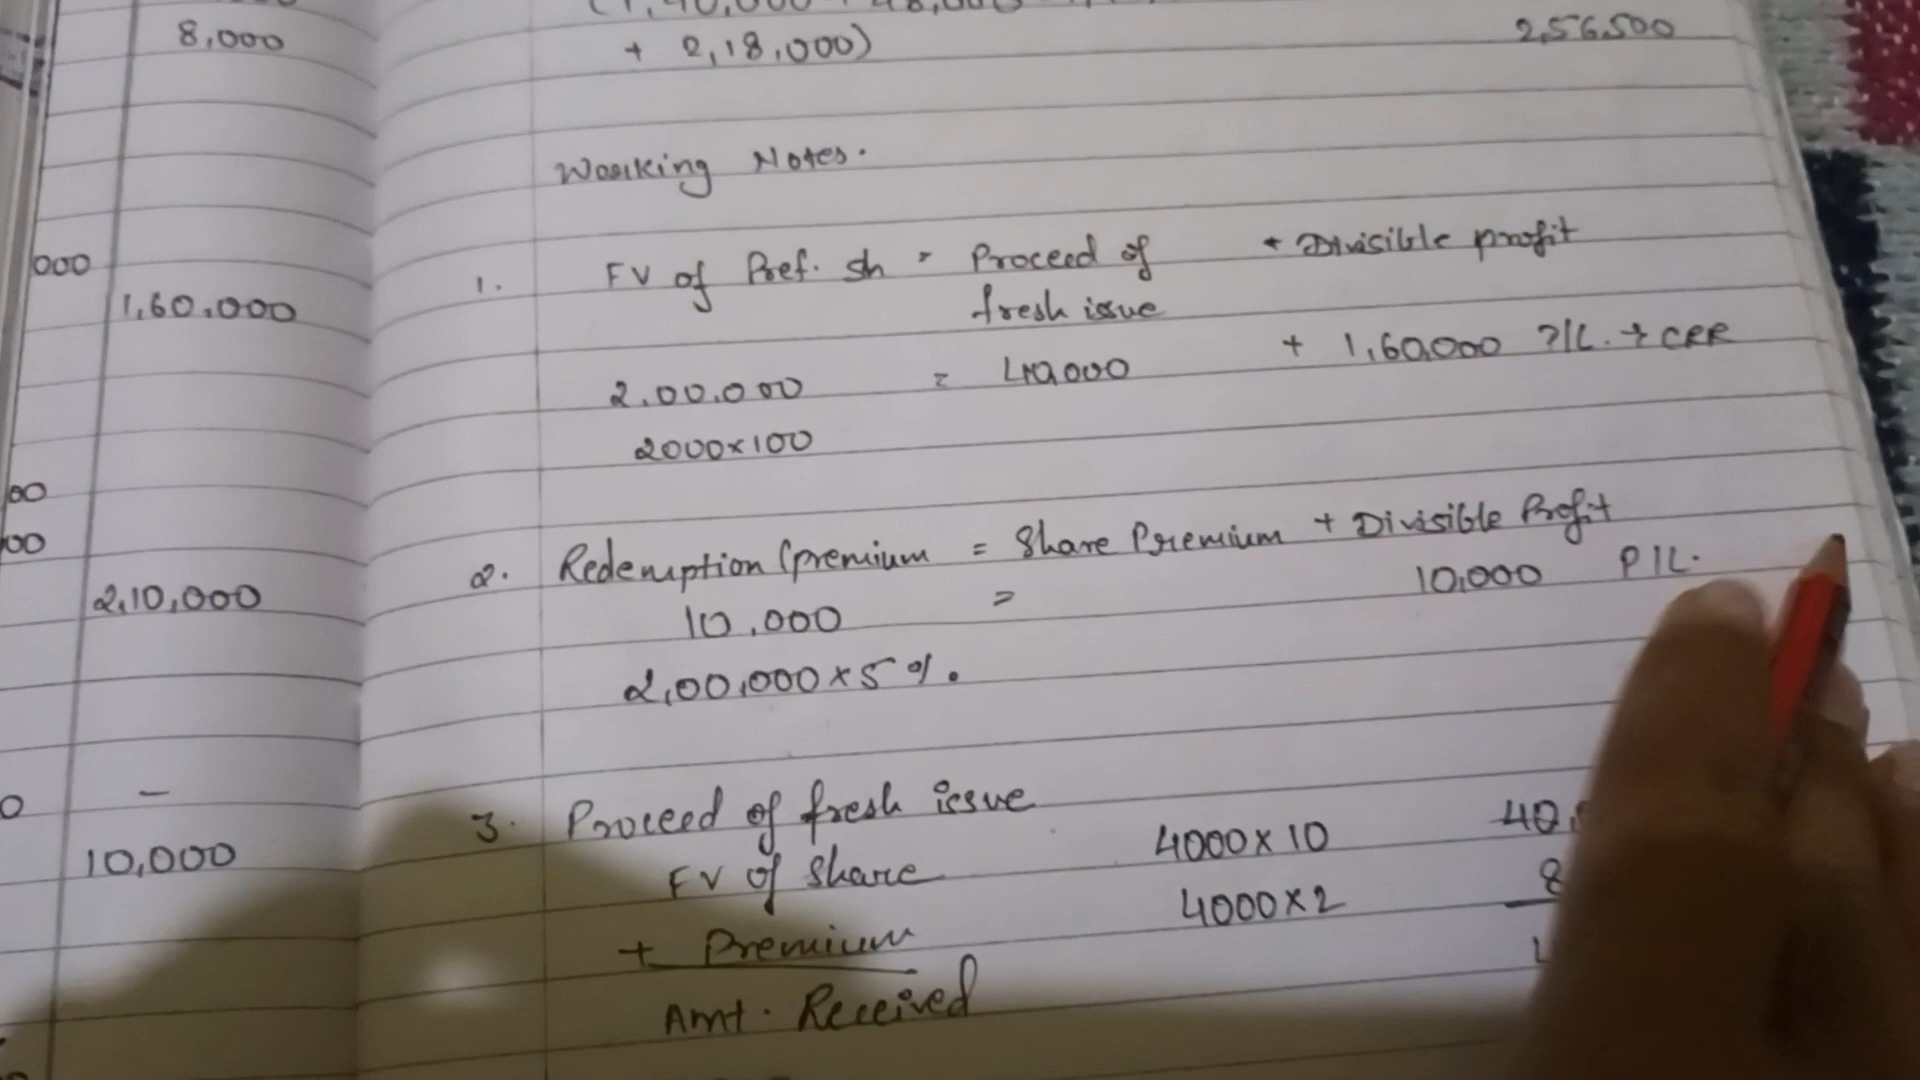 8,000
+ 2,18,000)
2,56,500
Working Notes.
000
1,60,000
1. FV of Pref. Sh = Proceed of + Divisible profit
fresh issue
2,00,000 = 40,000 + 1,60,000 P/L. → CRR
2000×100
00
00
2,10,000
2. Redemption (premium = Share Premium + Divisible Profit
10,000 = 10,000 P/L.
2,00,000 × 5 %.
0
-
10,000
3. Proceed of fresh issue
FV of Share 4000×10 40,
+ Premium 4000×2 8
Amt. Received